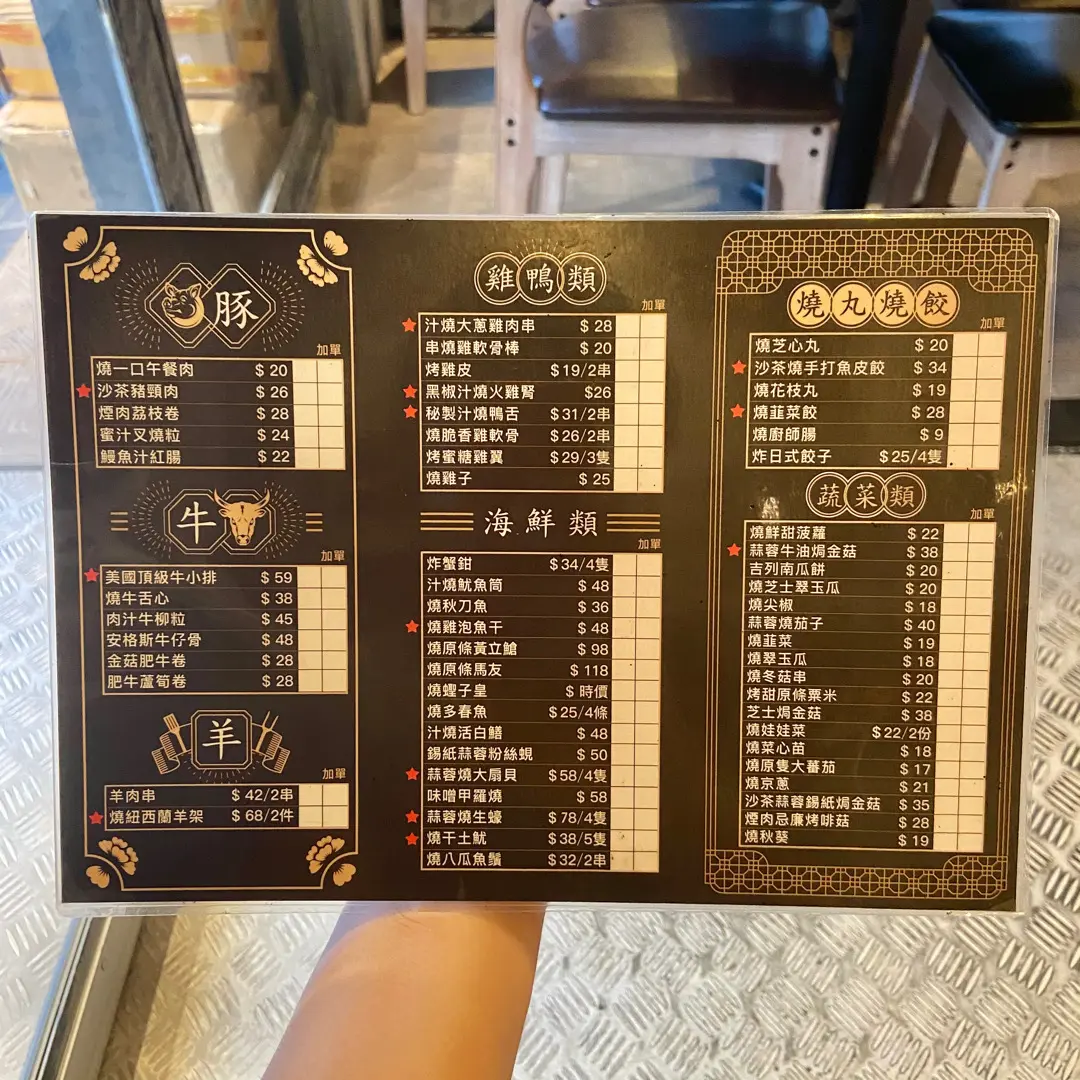 豚
加單
燒一口午餐肉 $ 20
沙茶豬頸肉 $ 26
煙肉荔枝卷 $ 28
蜜汁叉燒粒 $ 24
鰻魚汁紅腸 $ 22
牛
加單
美國頂級牛小排 $ 59
燒牛舌心 $ 38
肉汁牛柳粒 $ 45
安格斯牛仔骨 $ 48
金菇肥牛卷 $ 28
肥牛蘆筍卷 $ 28
羊
加單
羊肉串 $ 42/2串
燒紐西蘭羊架 $ 68/2件
雞鴨類
加單
汁燒大蔥雞肉串 $ 28
串燒雞軟骨棒 $ 20
烤雞皮 $19/2串
黑椒汁燒火雞腎 $26
秘製汁燒鴨舌 $31/2串
燒脆香雞軟骨 $26/2串
烤蜜糖雞翼 $29/3隻
燒雞子 $ 25
海鮮類
加單
炸蟹鉗 $34/4隻
汁燒魷魚筒 $ 48
燒秋刀魚 $ 36
燒雞泡魚干 $ 48
燒原條黃立鯧 $ 98
燒原條馬友 $ 118
燒蟶子皇 $ 時價
燒多春魚 $25/4條
汁燒活白鱔 $ 48
錫紙蒜蓉粉絲蜆 $ 50
蒜蓉燒大扇貝 $58/4隻
味噌甲羅燒 $ 58
蒜蓉燒生蠔 $78/4隻
燒干土魷 $38/5隻
燒八瓜魚鬚 $32/2串
燒丸燒餃
加單
燒芝心丸 $ 20
沙茶燒手打魚皮餃 $ 34
燒花枝丸 $ 19
燒韮菜餃 $ 28
燒廚師腸 $ 9
炸日式餃子 $25/4隻
蔬菜類
加單
燒鮮甜菠蘿 $ 22
蒜蓉牛油焗金菇 $ 38
吉列南瓜餅 $ 20
燒芝士翠玉瓜 $ 20
燒尖椒 $ 18
蒜蓉燒茄子 $ 40
燒韮菜 $ 19
燒翠玉瓜 $ 18
燒冬菇串 $ 20
烤甜原條粟米 $ 22
芝士焗金菇 $ 38
燒娃娃菜 $22/2份
燒菜心苗 $ 18
燒原隻大蕃茄 $ 17
燒京蔥 $ 21
沙茶蒜蓉錫紙焗金菇 $ 35
煙肉忌廉烤啡菇 $ 28
燒秋葵 $ 19